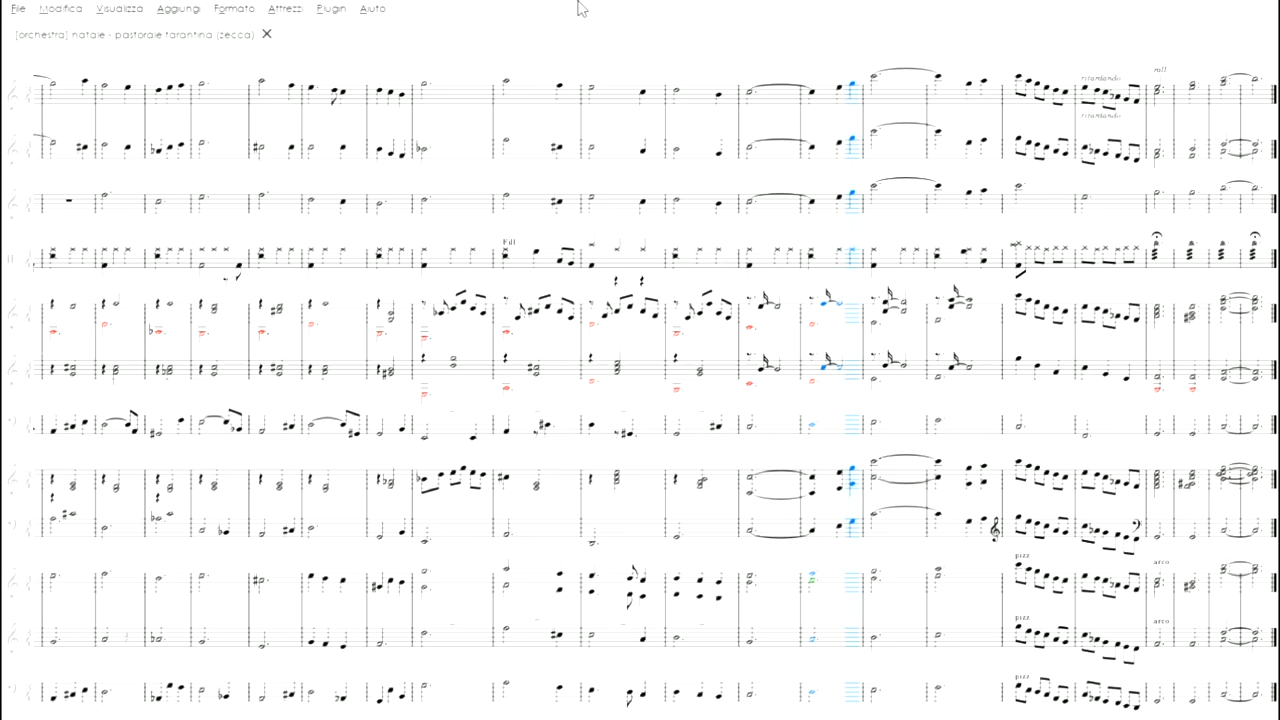 File Modifica Visualizza Aggiungi Formato Attrezzi Plugin Aiuto
[orchestra] natale - pastorale tarantina (zecca)
roll
ritardando
ritardando
Fill
pizz
arco
pizz
arco
pizz